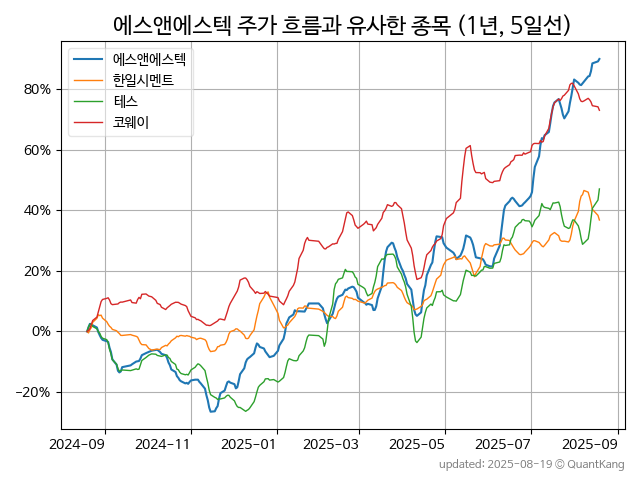 에스앤에스텍 주가 흐름과 유사한 종목 (1년, 5일선)
에스앤에스텍
한일시멘트
테스
코웨이
80%
60%
40%
20%
0%
−20%
2024-09 2024-11 2025-01 2025-03 2025-05 2025-07 2025-09
updated: 2025-08-19 © QuantKang